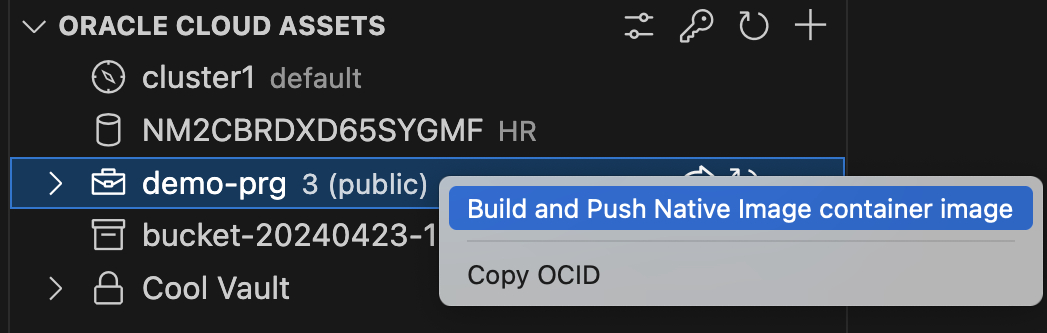 ORACLE CLOUD ASSETS
cluster1 default
NM2CBRDXD65SYGMF HR
demo-prg 3 (public)
Build and Push Native Image container image
bucket-20240423-1
Copy OCID
Cool Vault